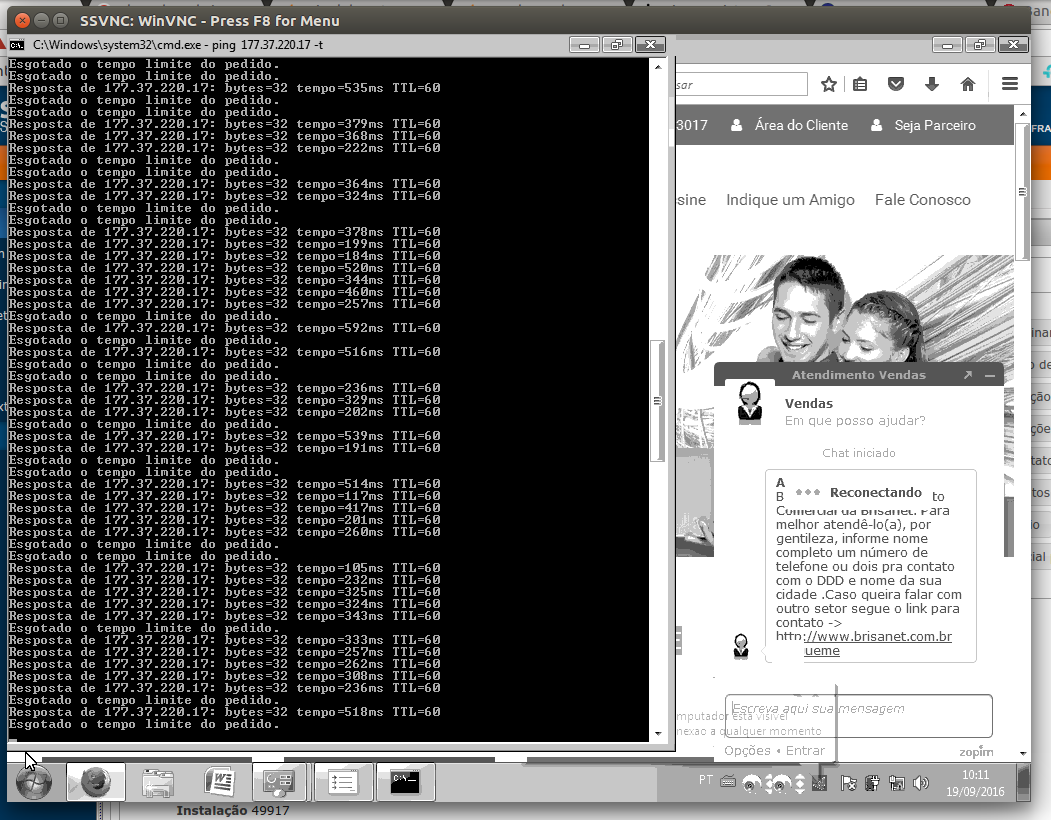 SSVNC: WinVNC - Press F8 for Menu
C:\Windows\system32\cmd.exe - ping 177.37.220.17 -t
Esgotado o tempo limite do pedido.
Esgotado o tempo limite do pedido.
Resposta de 177.37.220.17: bytes=32 tempo=535ms TTL=60
Esgotado o tempo limite do pedido.
Esgotado o tempo limite do pedido.
Resposta de 177.37.220.17: bytes=32 tempo=379ms TTL=60
Resposta de 177.37.220.17: bytes=32 tempo=368ms TTL=60
Resposta de 177.37.220.17: bytes=32 tempo=222ms TTL=60
Esgotado o tempo limite do pedido.
Esgotado o tempo limite do pedido.
Resposta de 177.37.220.17: bytes=32 tempo=364ms TTL=60
Resposta de 177.37.220.17: bytes=32 tempo=324ms TTL=60
Esgotado o tempo limite do pedido.
Esgotado o tempo limite do pedido.
Resposta de 177.37.220.17: bytes=32 tempo=378ms TTL=60
Resposta de 177.37.220.17: bytes=32 tempo=199ms TTL=60
Resposta de 177.37.220.17: bytes=32 tempo=184ms TTL=60
Resposta de 177.37.220.17: bytes=32 tempo=520ms TTL=60
Resposta de 177.37.220.17: bytes=32 tempo=344ms TTL=60
Resposta de 177.37.220.17: bytes=32 tempo=460ms TTL=60
Resposta de 177.37.220.17: bytes=32 tempo=257ms TTL=60
Esgotado o tempo limite do pedido.
Resposta de 177.37.220.17: bytes=32 tempo=592ms TTL=60
Esgotado o tempo limite do pedido.
Resposta de 177.37.220.17: bytes=32 tempo=516ms TTL=60
Esgotado o tempo limite do pedido.
Esgotado o tempo limite do pedido.
Resposta de 177.37.220.17: bytes=32 tempo=236ms TTL=60
Resposta de 177.37.220.17: bytes=32 tempo=329ms TTL=60
Resposta de 177.37.220.17: bytes=32 tempo=202ms TTL=60
Esgotado o tempo limite do pedido.
Resposta de 177.37.220.17: bytes=32 tempo=539ms TTL=60
Resposta de 177.37.220.17: bytes=32 tempo=191ms TTL=60
Esgotado o tempo limite do pedido.
Esgotado o tempo limite do pedido.
Resposta de 177.37.220.17: bytes=32 tempo=514ms TTL=60
Resposta de 177.37.220.17: bytes=32 tempo=117ms TTL=60
Resposta de 177.37.220.17: bytes=32 tempo=417ms TTL=60
Resposta de 177.37.220.17: bytes=32 tempo=201ms TTL=60
Resposta de 177.37.220.17: bytes=32 tempo=260ms TTL=60
Esgotado o tempo limite do pedido.
Esgotado o tempo limite do pedido.
Resposta de 177.37.220.17: bytes=32 tempo=105ms TTL=60
Resposta de 177.37.220.17: bytes=32 tempo=232ms TTL=60
Resposta de 177.37.220.17: bytes=32 tempo=325ms TTL=60
Resposta de 177.37.220.17: bytes=32 tempo=324ms TTL=60
Resposta de 177.37.220.17: bytes=32 tempo=343ms TTL=60
Esgotado o tempo limite do pedido.
Resposta de 177.37.220.17: bytes=32 tempo=333ms TTL=60
Resposta de 177.37.220.17: bytes=32 tempo=257ms TTL=60
Resposta de 177.37.220.17: bytes=32 tempo=262ms TTL=60
Resposta de 177.37.220.17: bytes=32 tempo=308ms TTL=60
Resposta de 177.37.220.17: bytes=32 tempo=236ms TTL=60
Esgotado o tempo limite do pedido.
Resposta de 177.37.220.17: bytes=32 tempo=518ms TTL=60
Esgotado o tempo limite do pedido.
sar
3017 Área do Cliente Seja Parceiro
ssine Indique um Amigo Fale Conosco
Atendimento Vendas
Vendas
Em que posso ajudar?
Chat iniciado
A
B Reconectando to
Comercial da Brisanet. Para
melhor atendê-lo(a), por
gentileza, informe nome
completo um número de
telefone ou dois pra contato
com o DDD e nome da sua
cidade .Caso queira falar com
outro setor segue o link para
contato ->
http://www.brisanet.com.br
ueme
Escreva aqui sua mensagem
mputador está visível
nexao a qualquer momento
Opções • Entrar
zopim
PT
10:11
19/09/2016
Instalação 49917
FRA